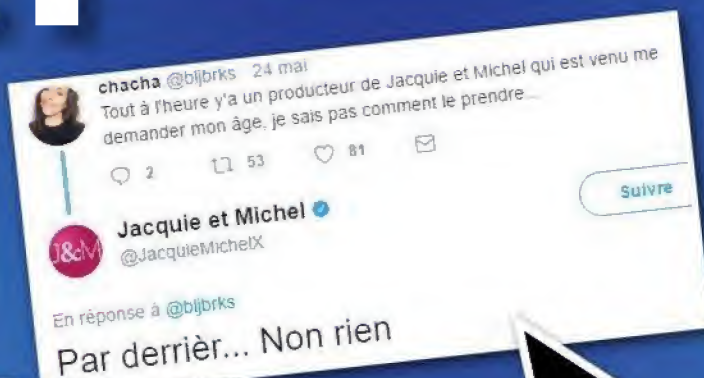 chacha @bljbrks 24 mai
Tout à l'heure y'a un producteur de Jacquie et Michel qui est venu me
demander mon âge, je sais pas comment le prendre...
2 53 81
Jacquie et Michel
@JacquieMichelX
Suivre
J&M
En réponse à @bljbrks
Par derrièr... Non rien